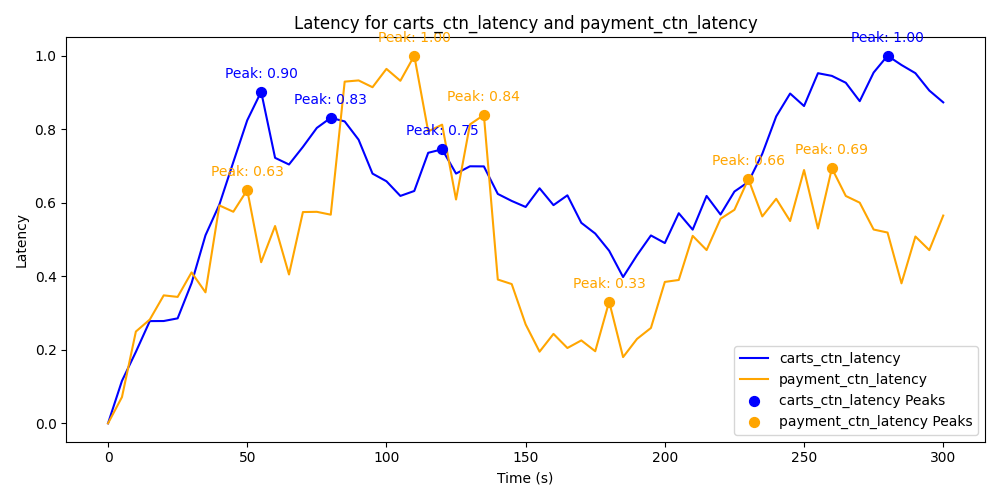 Latency for carts_ctn_latency and payment_ctn_latency
Peak: 1.00
Peak: 1.00
Peak: 0.90
Peak: 0.83
Peak: 0.84
Peak: 0.75
Peak: 0.63
Peak: 0.66
Peak: 0.69
Peak: 0.33
1.0
0.8
0.6
0.4
0.2
0.0
Latency
carts_ctn_latency
payment_ctn_latency
carts_ctn_latency Peaks
payment_ctn_latency Peaks
0 50 100 150 200 250 300
Time (s)